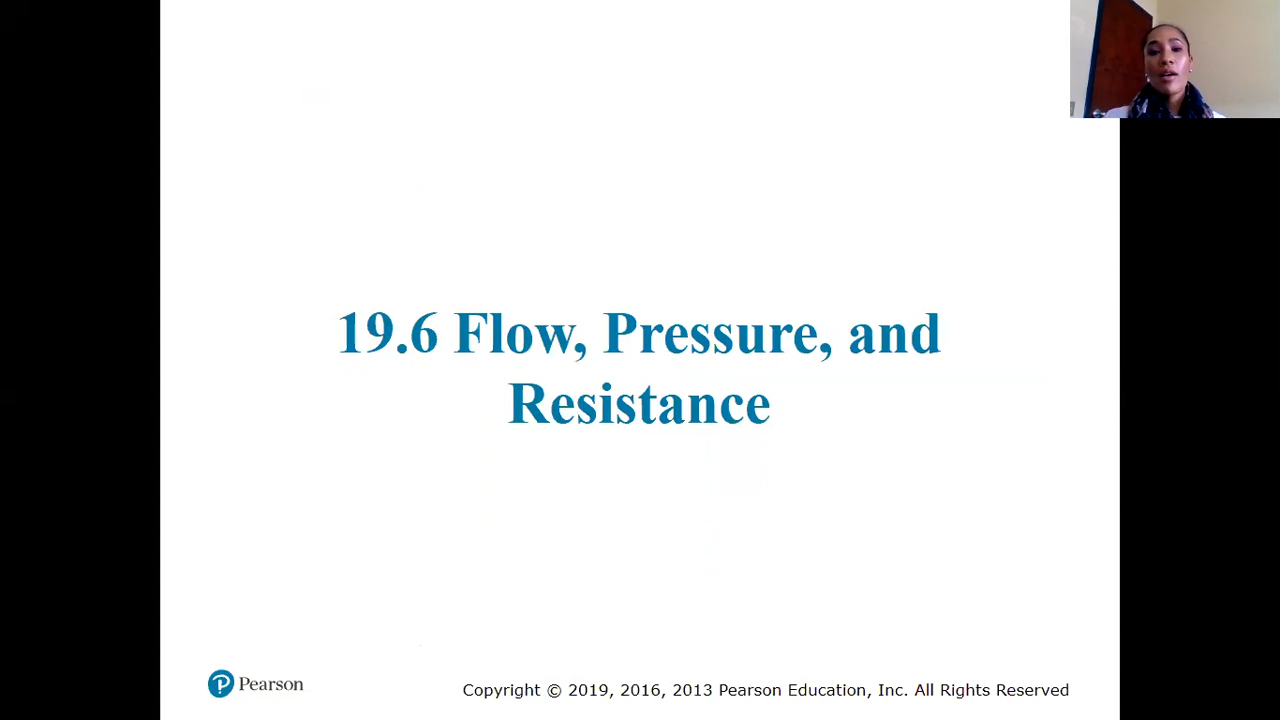 19.6 Flow, Pressure, and
Resistance
Pearson
Copyright © 2019, 2016, 2013 Pearson Education, Inc. All Rights Reserved